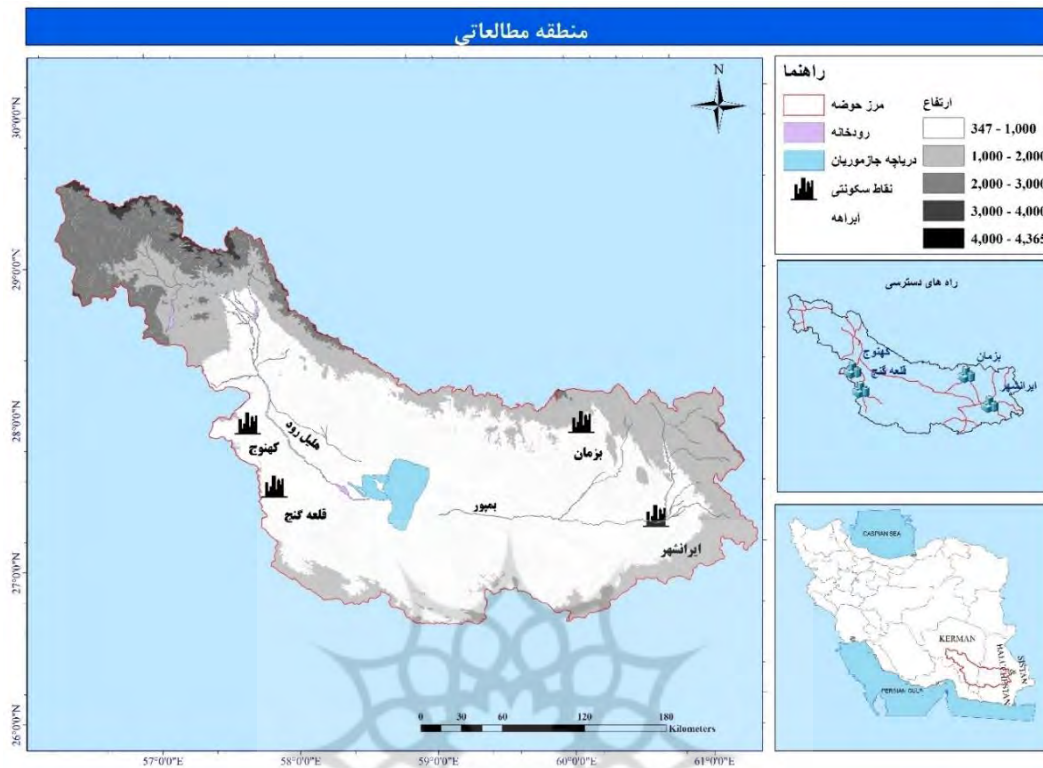 منطقه مطالعاتي
N
30°0'0"N
29°0'0"N
28°0'0"N
27°0'0"N
26°0'0"N
57°0'0"E
58°0'0"E
59°0'0"E
60°0'0"E
61°0'0"E
کهنوج
هلیل رود
قلعه گنج
بزمان
بمپور
ایرانشهر
0 30 60 120 180
Kilometers
راهنما
مرز حوضه
رودخانه
دریاچه جازموریان
نقاط سکونتی
ابراهه
ارتفاع
347 - 1,000
1,000 - 2,000
2,000 - 3,000
3,000 - 4,000
4,000 - 4,365
راه های دسترسی
کهنوج
قلعه گنج
بزمان
ایرانشهر
CASPIAN SEA
KERMAN
SISTAN
BALUCHISTAN
PERSIAN GULF